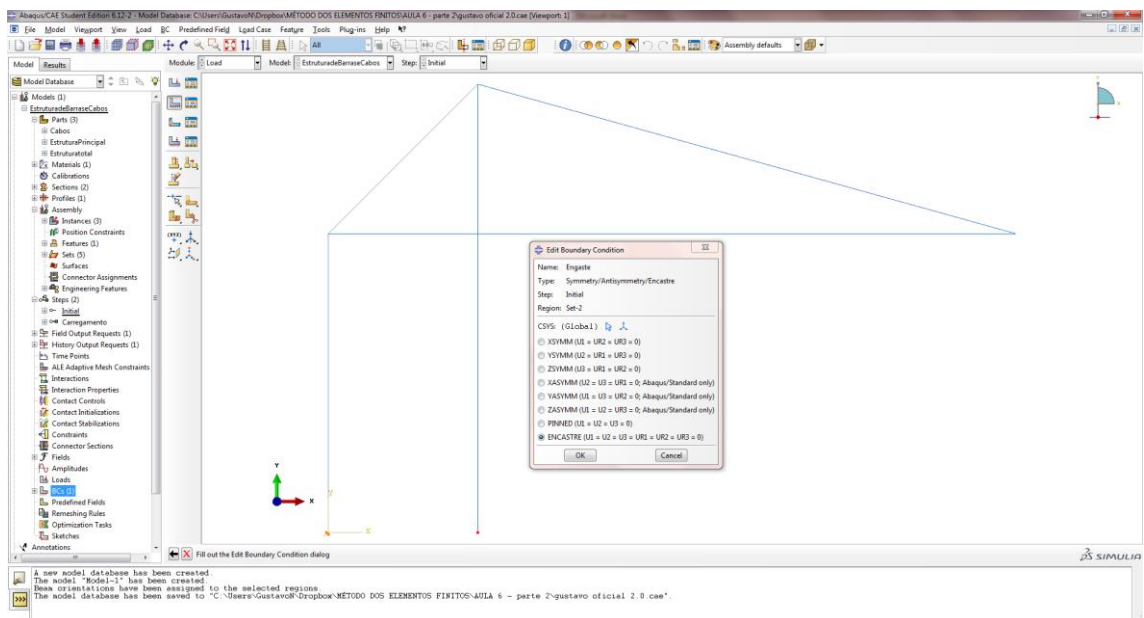 Abaqus/CAE Student Edition 6.12-2 - Model Database: C:\Users\GustavoN\Dropbox\MÉTODO DOS ELEMENTOS FINITOS\AULA 6 - parte 2\gustavo oficial 2.0.cae [Viewport: 1]
File Model Viewport View Load BC Predefined Field Load Case Feature Tools Plug-ins Help
All
Assembly defaults
Model Results
Module: Load Model: EstruturadeBarraseCabos Step: Initial
Model Database
Models (1)
EstruturadeBarraseCabos
Parts (3)
Cabos
EstruturaPrincipal
Estruturatotal
Materials (1)
Calibrations
Sections (2)
Profiles (1)
Assembly
Instances (3)
Position Constraints
Features (1)
Sets (5)
Surfaces
Connector Assignments
Engineering Features
Steps (2)
Initial
Carregamento
Field Output Requests (1)
History Output Requests (1)
Time Points
ALE Adaptive Mesh Constraints
Interactions
Interaction Properties
Contact Controls
Contact Initializations
Contact Stabilizations
Constraints
Connector Sections
Fields
Amplitudes
Loads
BCs (1)
Predefined Fields
Remeshing Rules
Optimization Tasks
Sketches
Annotations
Edit Boundary Condition
Name: Engaste
Type: Symmetry/Antisymmetry/Encastre
Step: Initial
Region: Set-2
CSYS: (Global)
XSYMM (U1 = UR2 = UR3 = 0)
YSYMM (U2 = UR1 = UR3 = 0)
ZSYMM (U3 = UR1 = UR2 = 0)
XASYMM (U2 = U3 = UR1 = 0; Abaqus/Standard only)
YASYMM (U1 = U3 = UR2 = 0; Abaqus/Standard only)
ZASYMM (U1 = U2 = UR3 = 0; Abaqus/Standard only)
PINNED (U1 = U2 = U3 = 0)
ENCASTRE (U1 = U2 = U3 = UR1 = UR2 = UR3 = 0)
OK Cancel
Y
X
Y
X
Fill out the Edit Boundary Condition dialog
SIMULIA
A new model database has been created.
The model "Model-1" has been created.
Beam orientations have been assigned to the selected regions.
The model database has been saved to "C:\Users\GustavoN\Dropbox\MÉTODO DOS ELEMENTOS FINITOS\AULA 6 - parte 2\gustavo oficial 2.0.cae".